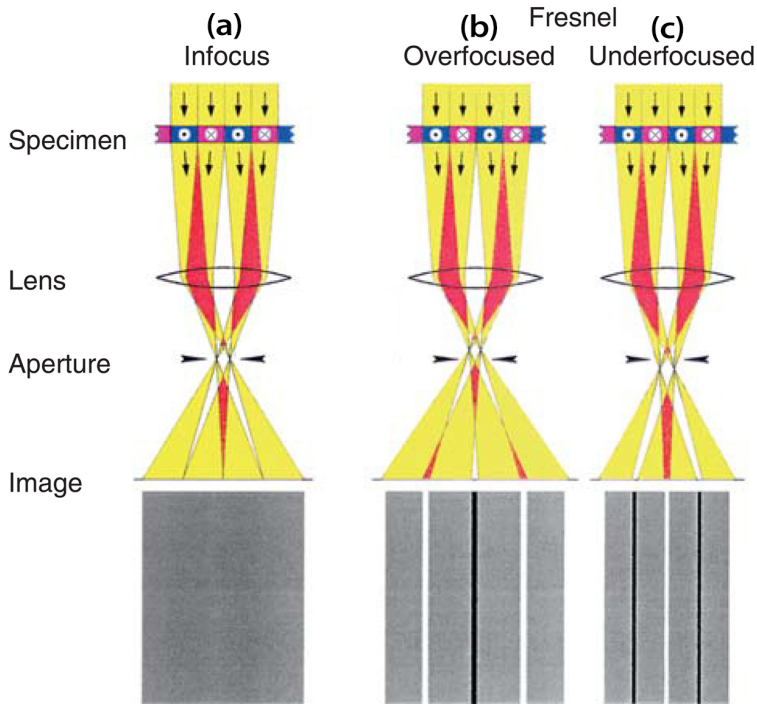 Fresnel
(a) (b) (c)
Infocus Overfocused Underfocused
Specimen
Lens
Aperture
Image